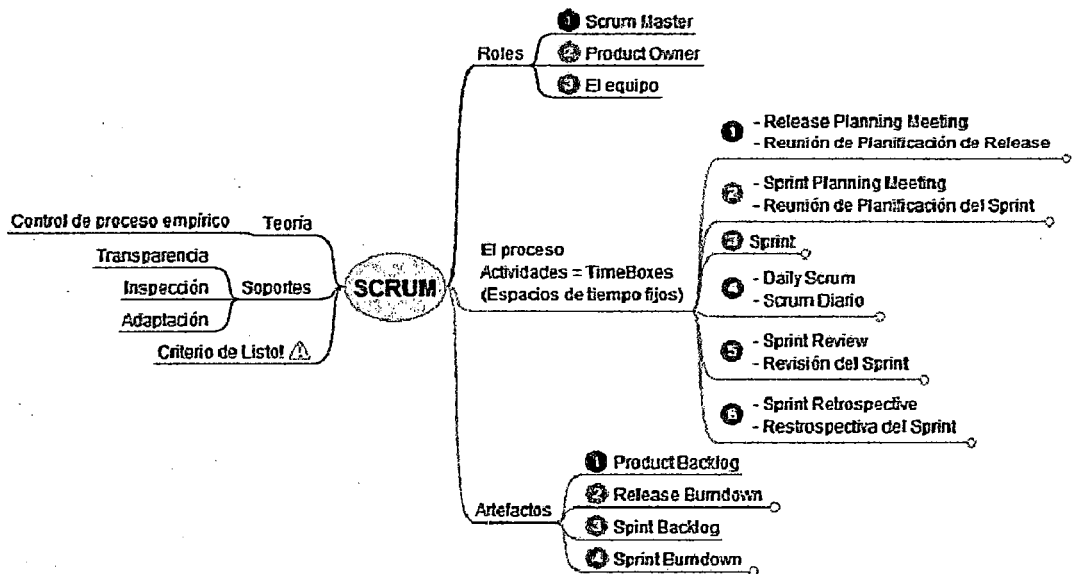 SCRUM
Teoría
Control de proceso empírico
Soportes
Transparencia
Inspección
Adaptación
Criterio de Listo!
Roles
1 Scrum Master
2 Product Owner
3 El equipo
El proceso
Actividades = TimeBoxes
(Espacios de tiempo fijos)
1 - Release Planning Meeting
- Reunión de Planificación de Release
2 - Sprint Planning Meeting
- Reunión de Planificación del Sprint
3 Sprint
4 - Daily Scrum
- Scrum Diario
5 - Sprint Review
- Revisión del Sprint
6 - Sprint Retrospective
- Restrospectiva del Sprint
Artefactos
1 Product Backlog
2 Release Burndown
3 Spint Backlog
4 Sprint Burndown